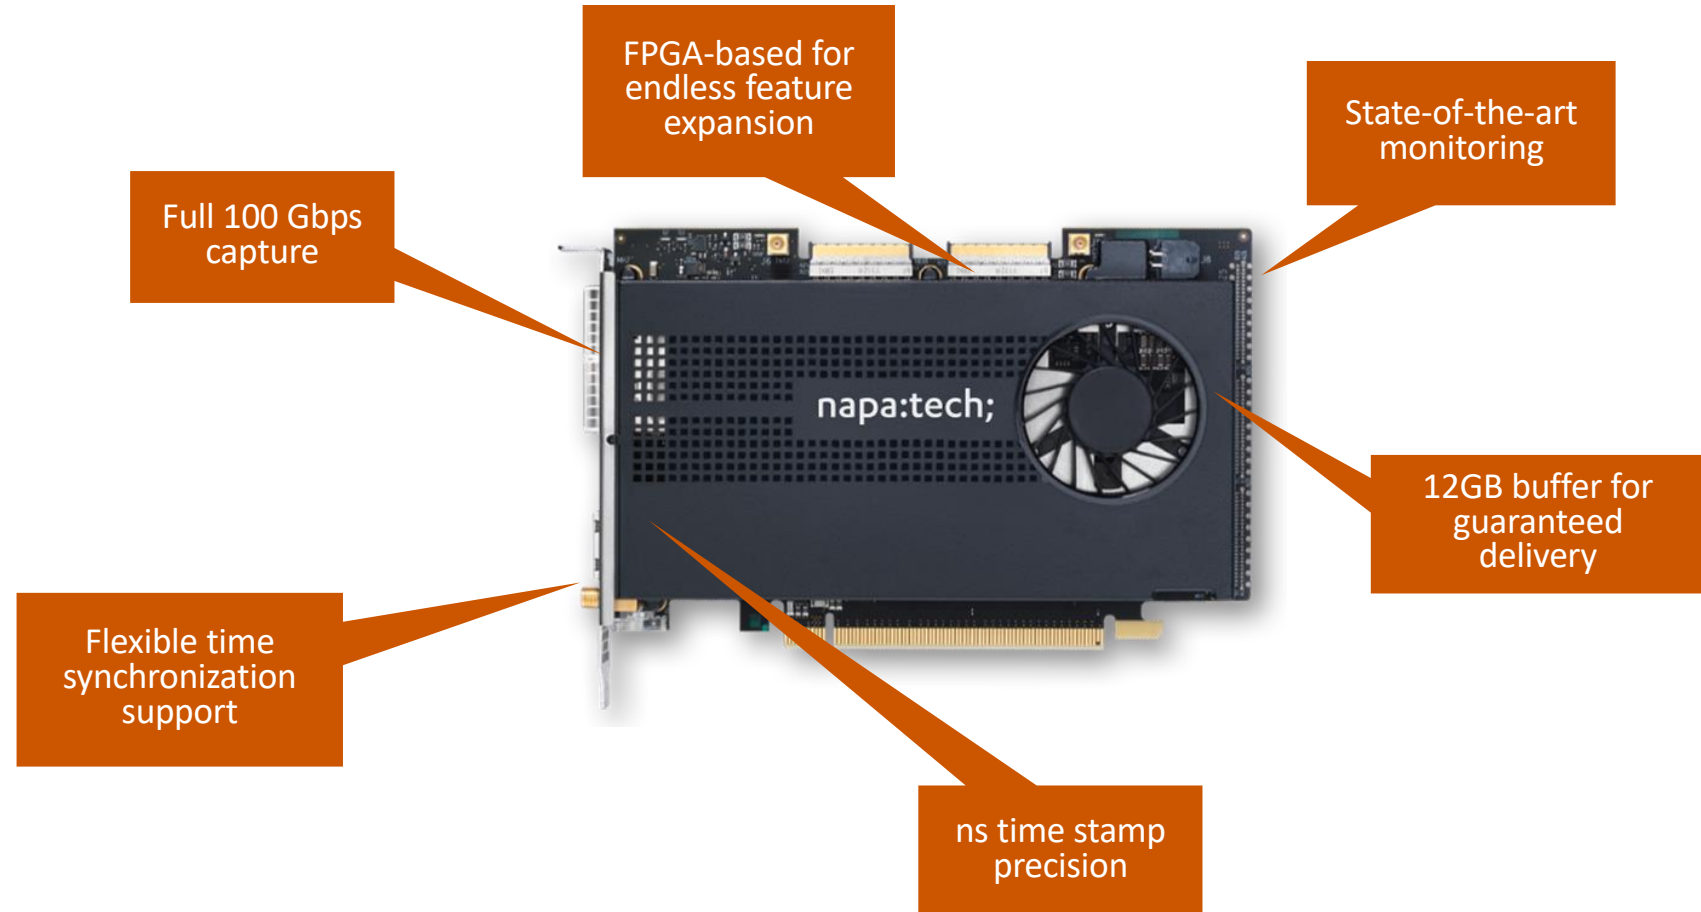 FPGA-based for
endless feature
expansion
State-of-the-art
monitoring
Full 100 Gbps
capture
napa:tech;
12GB buffer for
guaranteed
delivery
Flexible time
synchronization
support
ns time stamp
precision